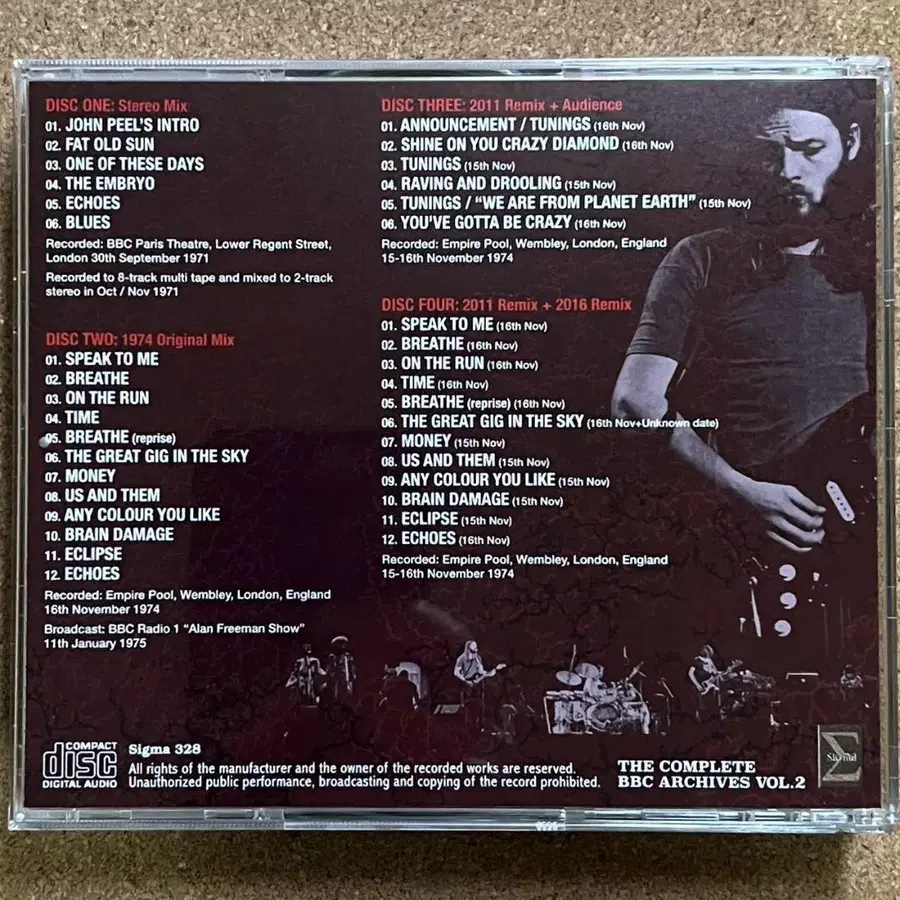 DISC ONE: Stereo Mix
01. JOHN PEEL'S INTRO
02. FAT OLD SUN
03. ONE OF THESE DAYS
04. THE EMBRYO
05. ECHOES
06. BLUES
Recorded: BBC Paris Theatre, Lower Regent Street,
London 30th September 1971
Recorded to 8-track multi tape and mixed to 2-track
stereo in Oct / Nov 1971
DISC TWO: 1974 Original Mix
01. SPEAK TO ME
02. BREATHE
03. ON THE RUN
04. TIME
05. BREATHE (reprise)
06. THE GREAT GIG IN THE SKY
07. MONEY
08. US AND THEM
09. ANY COLOUR YOU LIKE
10. BRAIN DAMAGE
11. ECLIPSE
12. ECHOES
Recorded: Empire Pool, Wembley, London, England
16th November 1974
Broadcast: BBC Radio 1 “Alan Freeman Show”
11th January 1975
DISC THREE: 2011 Remix + Audience
01. ANNOUNCEMENT / TUNINGS (16th Nov)
02. SHINE ON YOU CRAZY DIAMOND (16th Nov)
03. TUNINGS (15th Nov)
04. RAVING AND DROOLING (15th Nov)
05. TUNINGS / “WE ARE FROM PLANET EARTH” (15th Nov)
06. YOU'VE GOTTA BE CRAZY (16th Nov)
Recorded: Empire Pool, Wembley, London, England
15-16th November 1974
DISC FOUR: 2011 Remix + 2016 Remix
01. SPEAK TO ME (16th Nov)
02. BREATHE (16th Nov)
03. ON THE RUN (16th Nov)
04. TIME (16th Nov)
05. BREATHE (reprise) (16th Nov)
06. THE GREAT GIG IN THE SKY (16th Nov+Unknown date)
07. MONEY (15th Nov)
08. US AND THEM (15th Nov)
09. ANY COLOUR YOU LIKE (15th Nov)
10. BRAIN DAMAGE (15th Nov)
11. ECLIPSE (15th Nov)
12. ECHOES (16th Nov)
Recorded: Empire Pool, Wembley, London, England
15-16th November 1974
COMPACT
disc
DIGITAL AUDIO
Sigma 328
All rights of the manufacturer and the owner of the recorded works are reserved.
Unauthorized public performance, broadcasting and copying of the record prohibited.
THE COMPLETE
BBC ARCHIVES VOL.2
Σ
Sigma